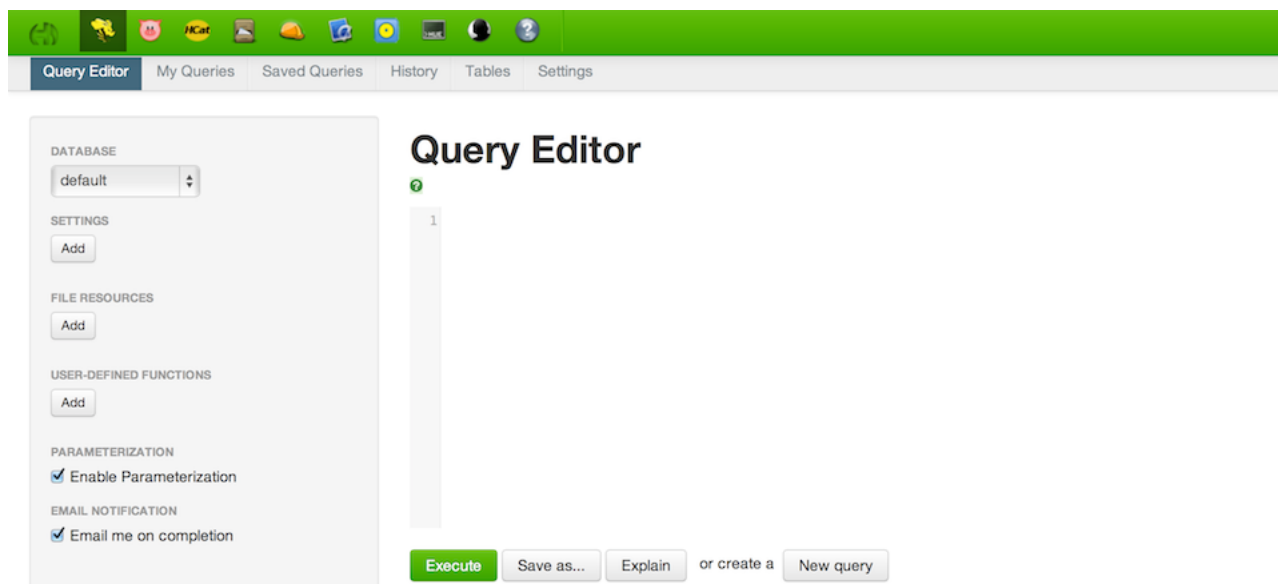 HCat
Query Editor My Queries Saved Queries History Tables Settings
DATABASE
default
SETTINGS
Add
FILE RESOURCES
Add
USER-DEFINED FUNCTIONS
Add
PARAMETERIZATION
Enable Parameterization
EMAIL NOTIFICATION
Email me on completion
Query Editor
?
1
Execute Save as... Explain or create a New query